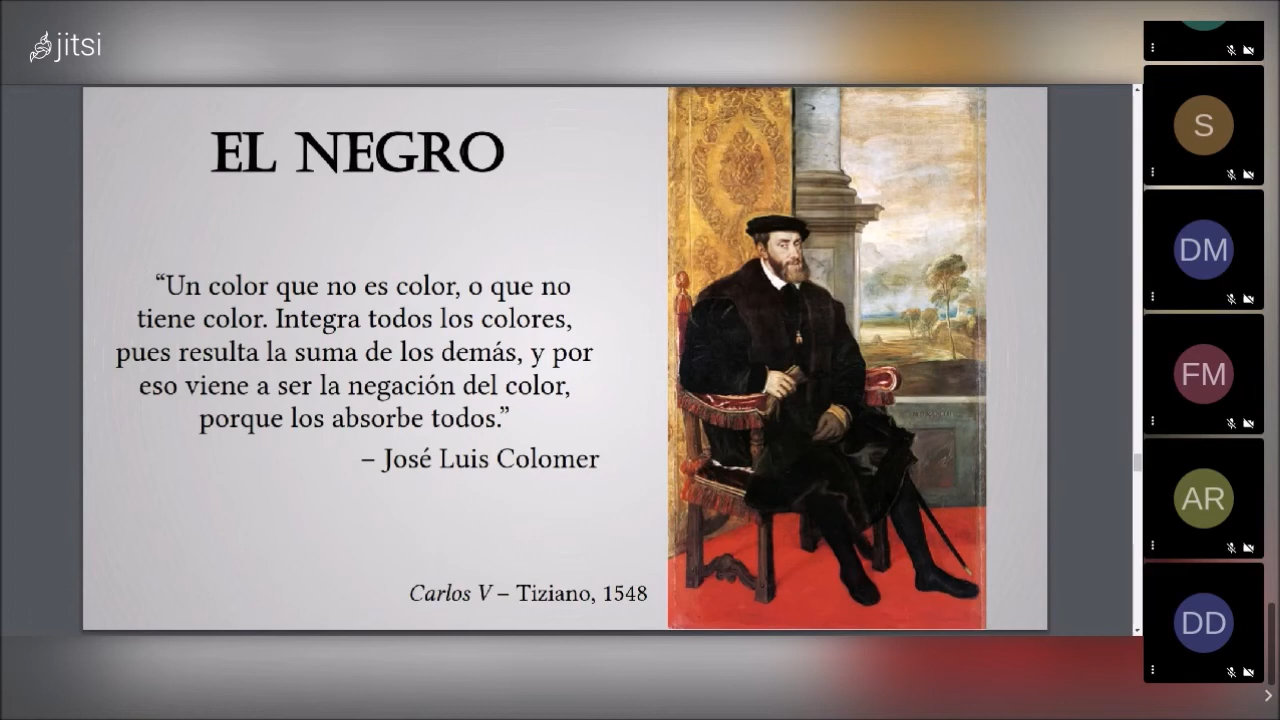 jitsi
EL NEGRO
“Un color que no es color, o que no
tiene color. Integra todos los colores,
pues resulta la suma de los demás, y por
eso viene a ser la negación del color,
porque los absorbe todos.”
– José Luis Colomer
Carlos V – Tiziano, 1548
S
DM
FM
AR
DD